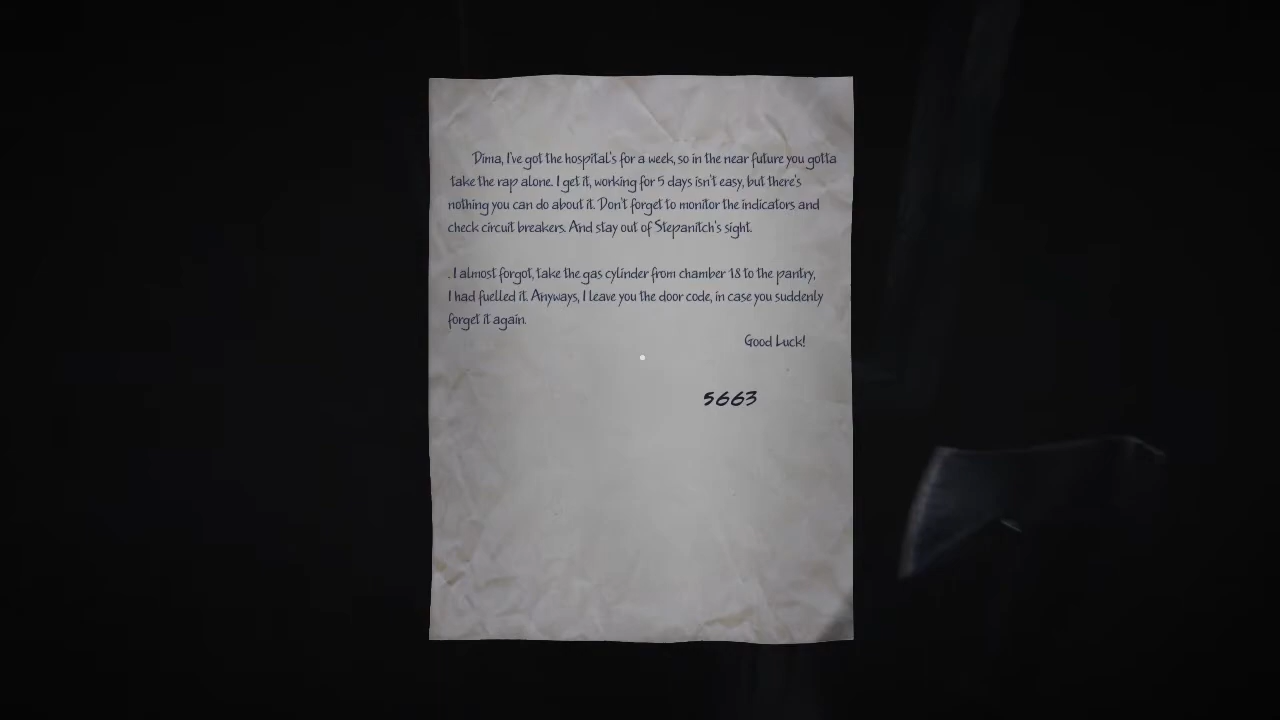 Dima, I've got the hospital's for a week, so in the near future you gotta
take the rap alone. I get it, working for 5 days isn't easy, but there's
nothing you can do about it. Don't forget to monitor the indicators and
check circuit breakers. And stay out of Stepanitch's sight.
. I almost forgot, take the gas cylinder from chamber 18 to the pantry,
I had fuelled it. Anyways, I leave you the door code, in case you suddenly
forget it again.
Good Luck!
5663